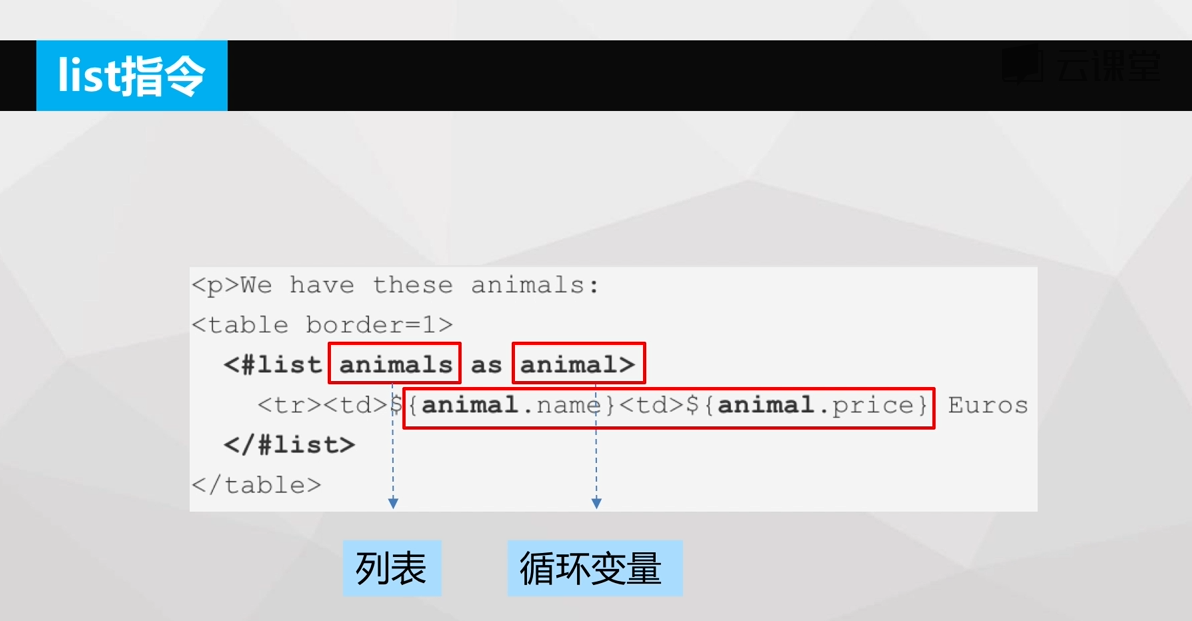 list指令
云课堂
<p>We have these animals:
<table border=1>
<#list animals as animal>
<tr><td>${animal.name}<td>${animal.price} Euros
</#list>
</table>
列表
循环变量